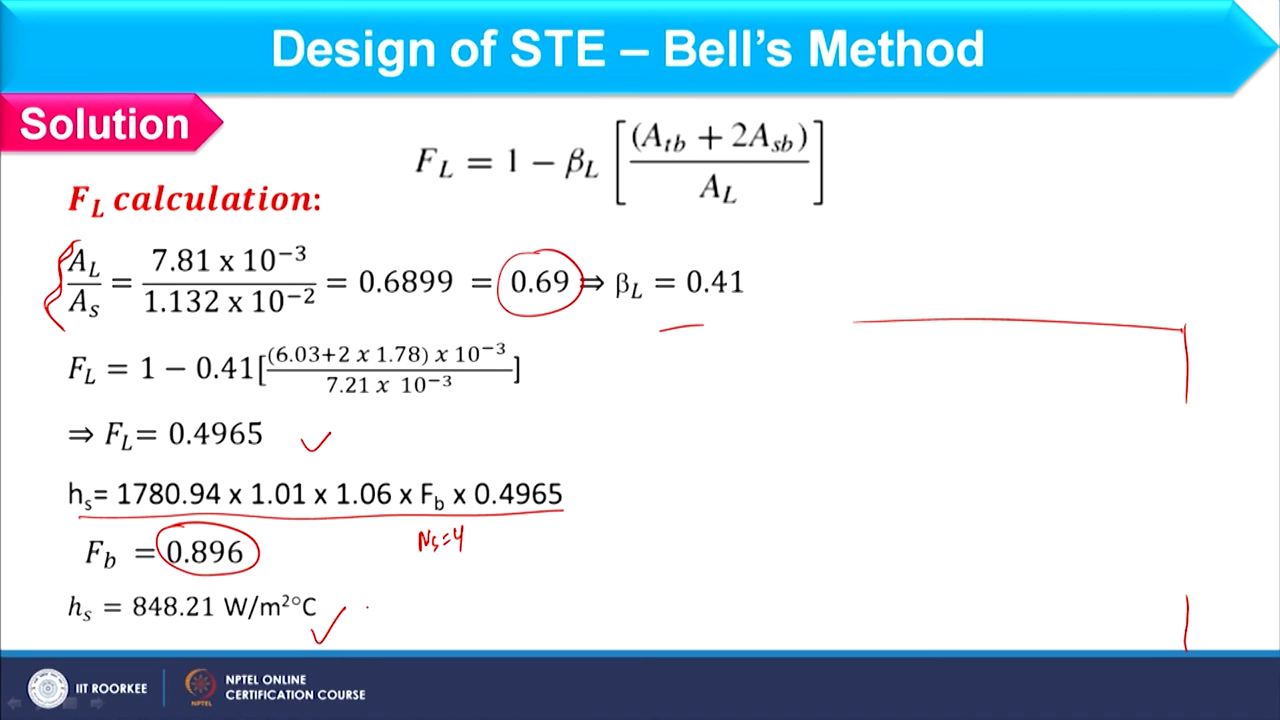 Design of STE – Bell's Method
Solution
F_L = 1 − β_L [(A_tb + 2A_sb) / A_L]
F_L calculation:
A_L / A_s = 7.81 x 10⁻³ / 1.132 x 10⁻² = 0.6899 = 0.69 ⇒ β_L = 0.41
F_L = 1 − 0.41[(6.03+2 x 1.78) x 10⁻³ / 7.21 x 10⁻³]
⇒ F_L= 0.4965
h_s= 1780.94 x 1.01 x 1.06 x F_b x 0.4965
N_s=4
F_b = 0.896
h_s = 848.21 W/m²°C
IIT ROORKEE
NPTEL
NPTEL ONLINE
CERTIFICATION COURSE